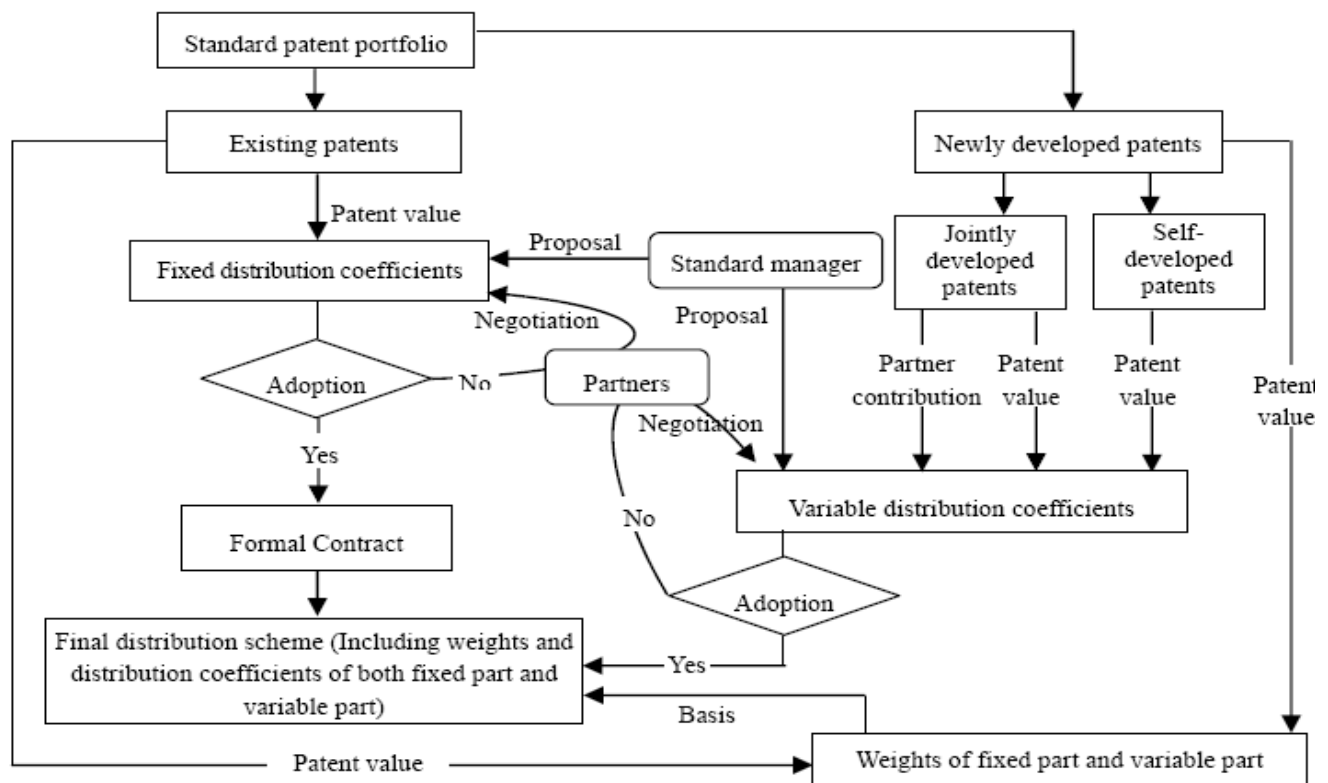 Standard patent portfolio
Existing patents
Newly developed patents
Patent value
Jointly
developed
patents
Self-
developed
patents
Proposal
Standard manager
Fixed distribution coefficients
Proposal
Negotiation
Partner
contribution
Patent
value
Patent
value
Patent
value
Adoption
No
Partners
Negotiation
Yes
No
Variable distribution coefficients
Formal Contract
Adoption
Final distribution scheme (Including weights and
distribution coefficients of both fixed part and
variable part)
Yes
Basis
Patent value
Weights of fixed part and variable part